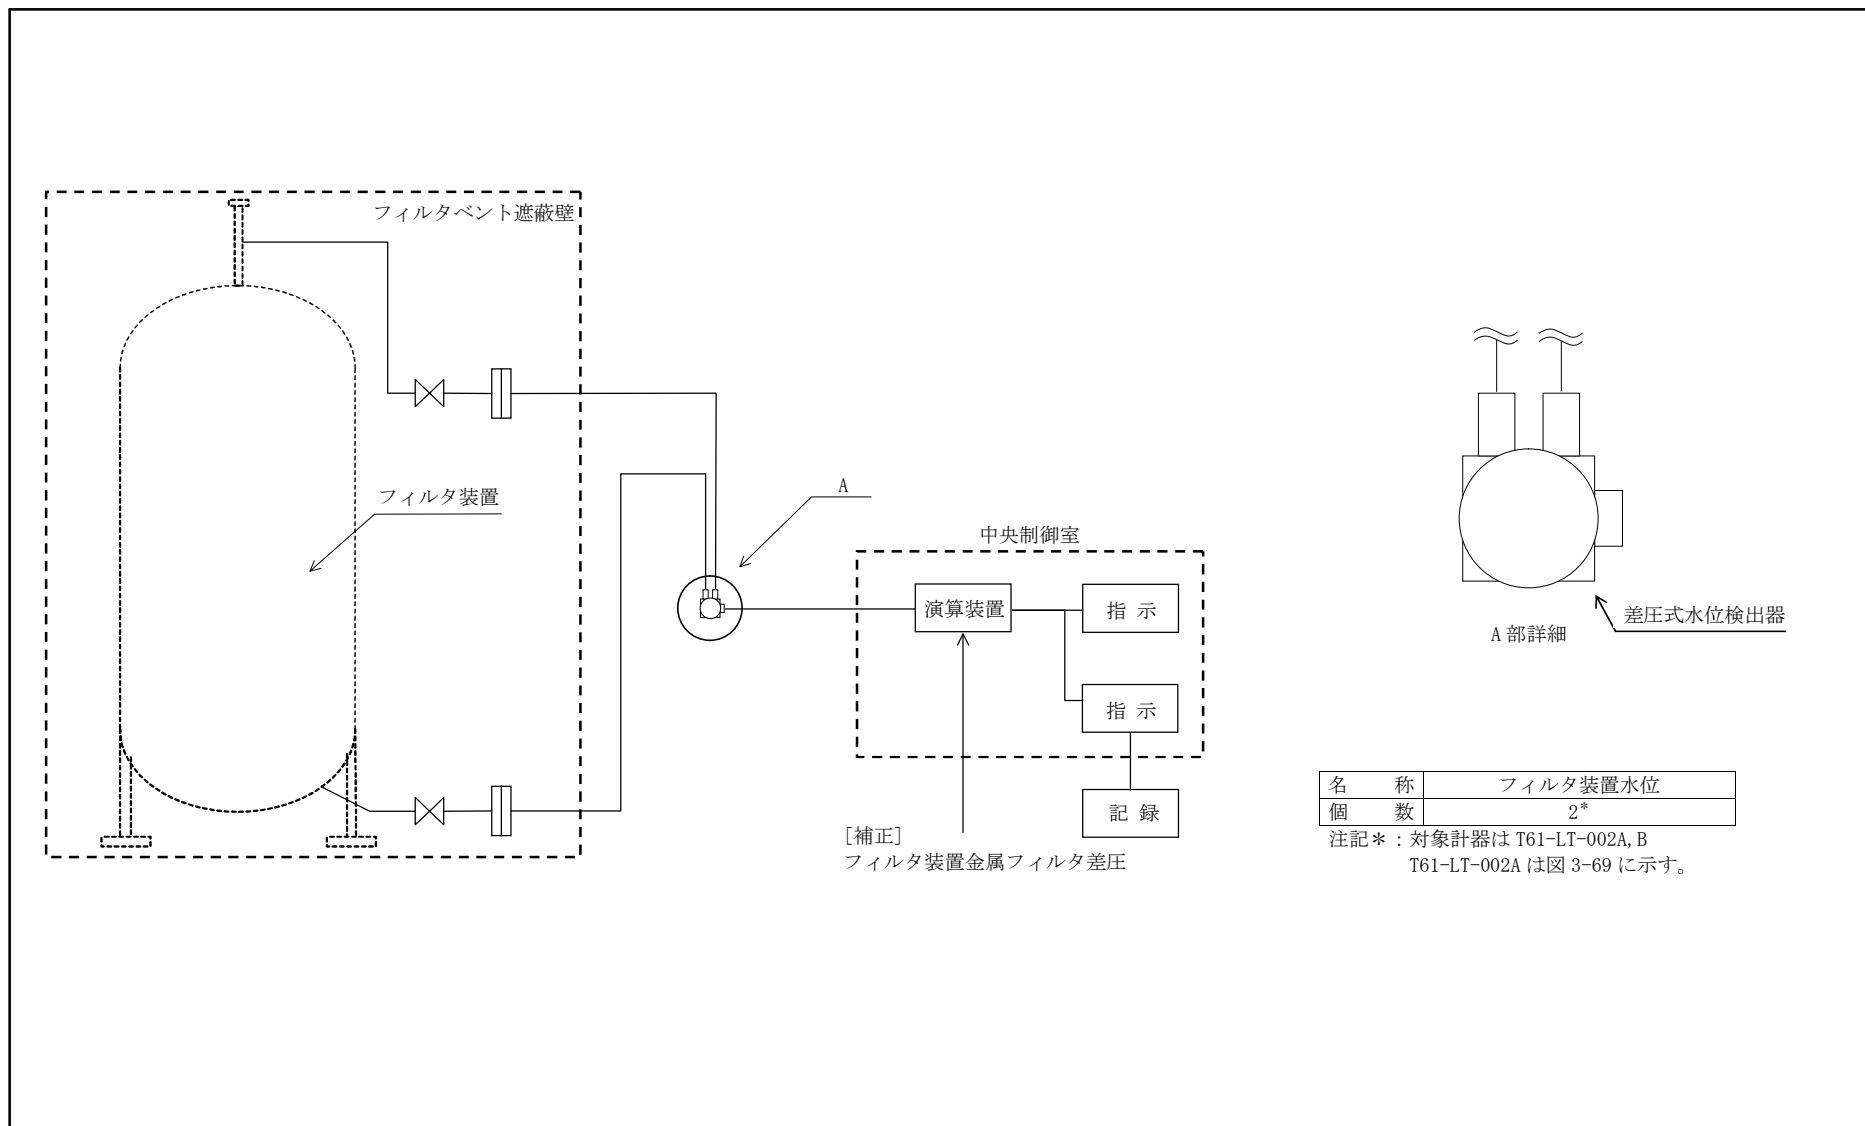 フィルタベント遮蔽壁
フィルタ装置
A
中央制御室
演算装置
指 示
指 示
記 録
[補正]
フィルタ装置金属フィルタ差圧
差圧式水位検出器
A 部詳細
名 称 フィルタ装置水位
個 数 2*
注記＊：対象計器は T61-LT-002A,B
T61-LT-002A は図 3-69 に示す。